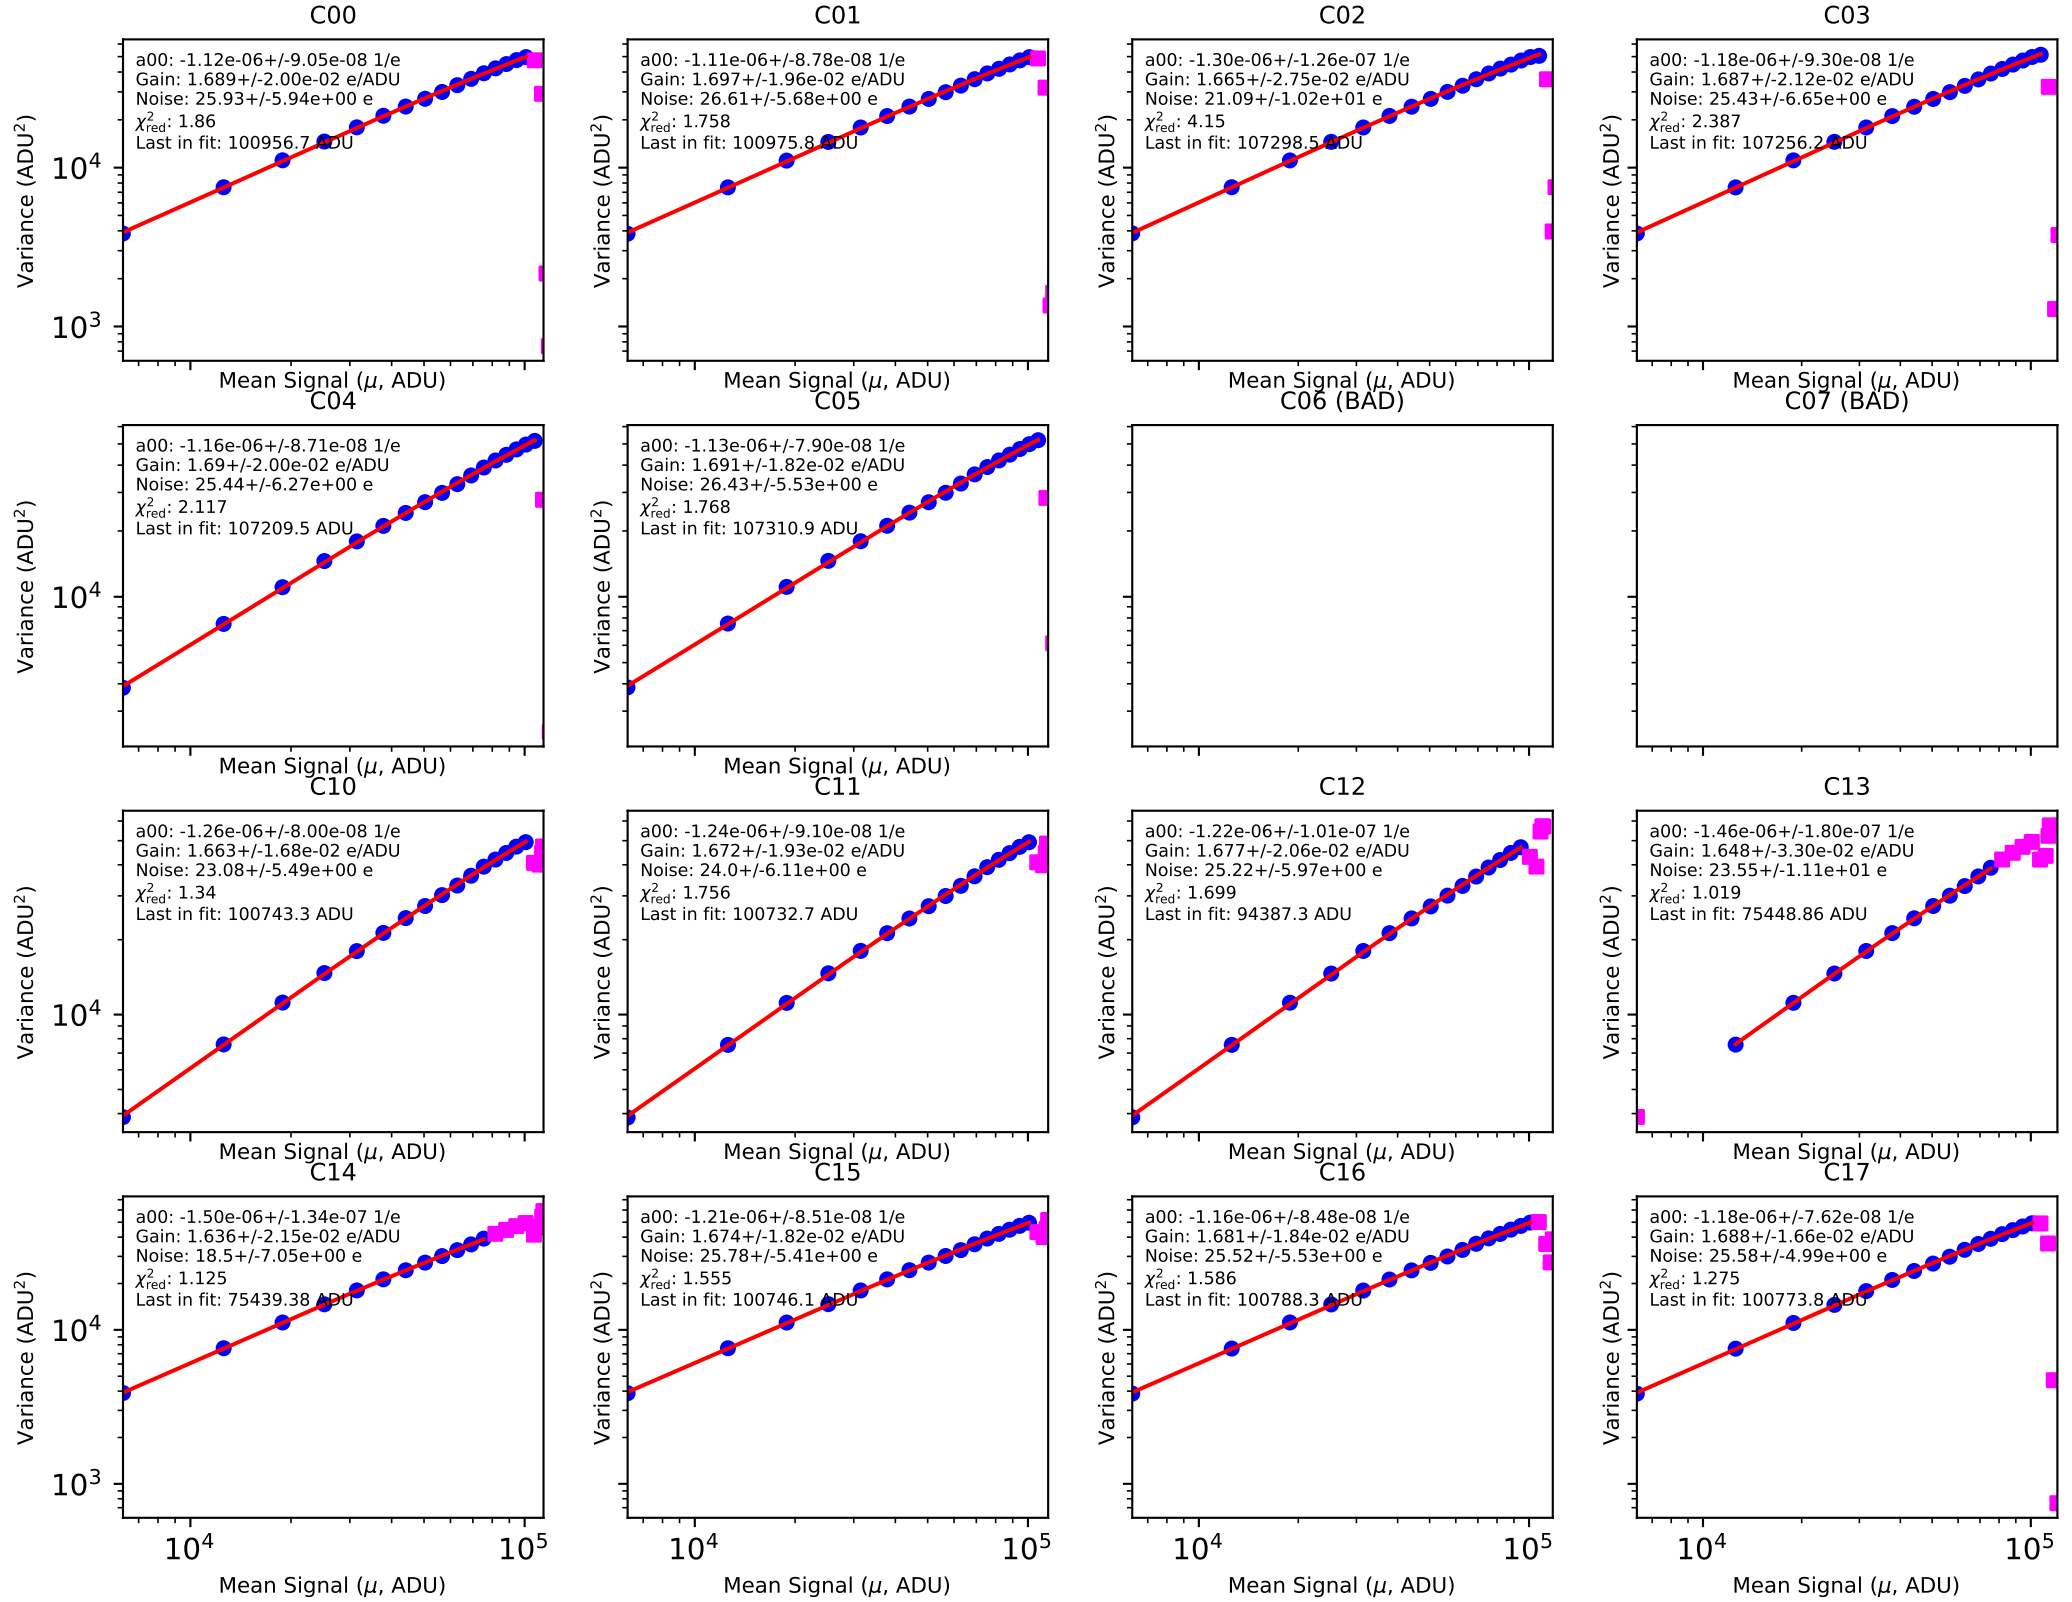 C00
C01
C02
C03
a00: -1.12e-06+/-9.05e-08 1/e
Gain: 1.689+/-2.00e-02 e/ADU
Noise: 25.93+/-5.94e+00 e
χ²red: 1.86
Last in fit: 100956.7 ADU
a00: -1.11e-06+/-8.78e-08 1/e
Gain: 1.697+/-1.96e-02 e/ADU
Noise: 26.61+/-5.68e+00 e
χ²red: 1.758
Last in fit: 100975.8 ADU
a00: -1.30e-06+/-1.26e-07 1/e
Gain: 1.665+/-2.75e-02 e/ADU
Noise: 21.09+/-1.02e+01 e
χ²red: 4.15
Last in fit: 107298.5 ADU
a00: -1.18e-06+/-9.30e-08 1/e
Gain: 1.687+/-2.12e-02 e/ADU
Noise: 25.43+/-6.65e+00 e
χ²red: 2.387
Last in fit: 107256.2 ADU
Variance (ADU²)
Variance (ADU²)
Variance (ADU²)
Variance (ADU²)
10⁴
10³
Mean Signal (μ, ADU)
Mean Signal (μ, ADU)
Mean Signal (μ, ADU)
Mean Signal (μ, ADU)
C04
C05
C06 (BAD)
C07 (BAD)
a00: -1.16e-06+/-8.71e-08 1/e
Gain: 1.69+/-2.00e-02 e/ADU
Noise: 25.44+/-6.27e+00 e
χ²red: 2.117
Last in fit: 107209.5 ADU
a00: -1.13e-06+/-7.90e-08 1/e
Gain: 1.691+/-1.82e-02 e/ADU
Noise: 26.43+/-5.53e+00 e
χ²red: 1.768
Last in fit: 107310.9 ADU
Variance (ADU²)
Variance (ADU²)
Variance (ADU²)
Variance (ADU²)
10⁴
Mean Signal (μ, ADU)
Mean Signal (μ, ADU)
C10
C11
C12
C13
a00: -1.26e-06+/-8.00e-08 1/e
Gain: 1.663+/-1.68e-02 e/ADU
Noise: 23.08+/-5.49e+00 e
χ²red: 1.34
Last in fit: 100743.3 ADU
a00: -1.24e-06+/-9.10e-08 1/e
Gain: 1.672+/-1.93e-02 e/ADU
Noise: 24.0+/-6.11e+00 e
χ²red: 1.756
Last in fit: 100732.7 ADU
a00: -1.22e-06+/-1.01e-07 1/e
Gain: 1.677+/-2.06e-02 e/ADU
Noise: 25.22+/-5.97e+00 e
χ²red: 1.699
Last in fit: 94387.3 ADU
a00: -1.46e-06+/-1.80e-07 1/e
Gain: 1.648+/-3.30e-02 e/ADU
Noise: 23.55+/-1.11e+01 e
χ²red: 1.019
Last in fit: 75448.86 ADU
Variance (ADU²)
Variance (ADU²)
Variance (ADU²)
Variance (ADU²)
10⁴
Mean Signal (μ, ADU)
Mean Signal (μ, ADU)
Mean Signal (μ, ADU)
Mean Signal (μ, ADU)
C14
C15
C16
C17
a00: -1.50e-06+/-1.34e-07 1/e
Gain: 1.636+/-2.15e-02 e/ADU
Noise: 18.5+/-7.05e+00 e
χ²red: 1.125
Last in fit: 75439.38 ADU
a00: -1.21e-06+/-8.51e-08 1/e
Gain: 1.674+/-1.82e-02 e/ADU
Noise: 25.78+/-5.41e+00 e
χ²red: 1.555
Last in fit: 100746.1 ADU
a00: -1.16e-06+/-8.48e-08 1/e
Gain: 1.681+/-1.84e-02 e/ADU
Noise: 25.52+/-5.53e+00 e
χ²red: 1.586
Last in fit: 100788.3 ADU
a00: -1.18e-06+/-7.62e-08 1/e
Gain: 1.688+/-1.66e-02 e/ADU
Noise: 25.58+/-4.99e+00 e
χ²red: 1.275
Last in fit: 100773.8 ADU
Variance (ADU²)
Variance (ADU²)
Variance (ADU²)
Variance (ADU²)
10⁴
10³
10⁴ 10⁵
10⁴ 10⁵
10⁴ 10⁵
10⁴ 10⁵
Mean Signal (μ, ADU)
Mean Signal (μ, ADU)
Mean Signal (μ, ADU)
Mean Signal (μ, ADU)